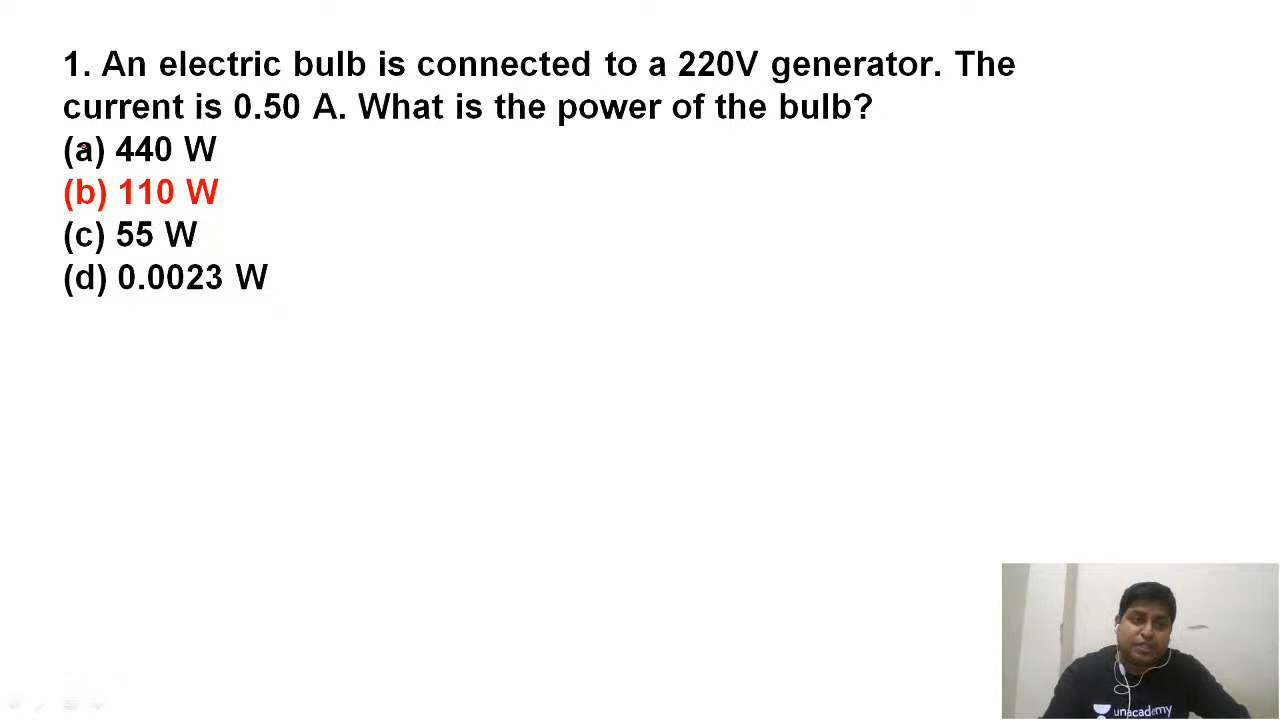 1. An electric bulb is connected to a 220V generator. The
current is 0.50 A. What is the power of the bulb?
(a) 440 W
(b) 110 W
(c) 55 W
(d) 0.0023 W
unacademy